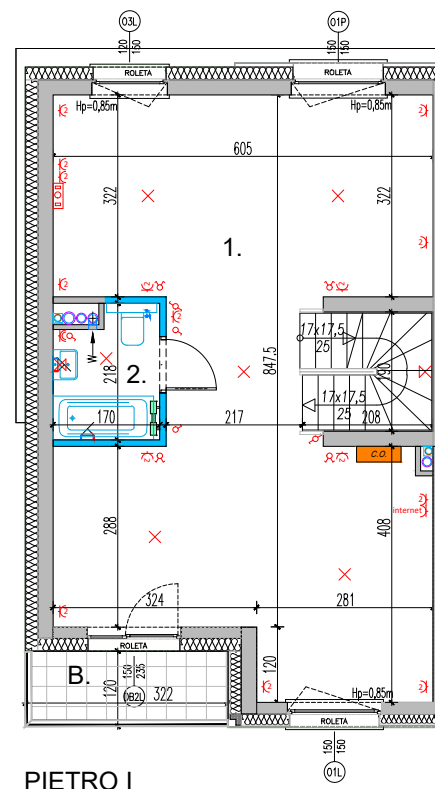 03L
01P
120
150
150
150
ROLETA
ROLETA
Hp=0,85m
Hp=0,85m
605
322
322
1.
17x17,5
25
847.5
190
W
218
2.
17x17,5
25
170
217
208
c.o.
288
408
internet
324
281
ROLETA
B.
150
235
120
0B2L
322
120
Hp=0,85m
ROLETA
150
150
01L
PIĘTRO I